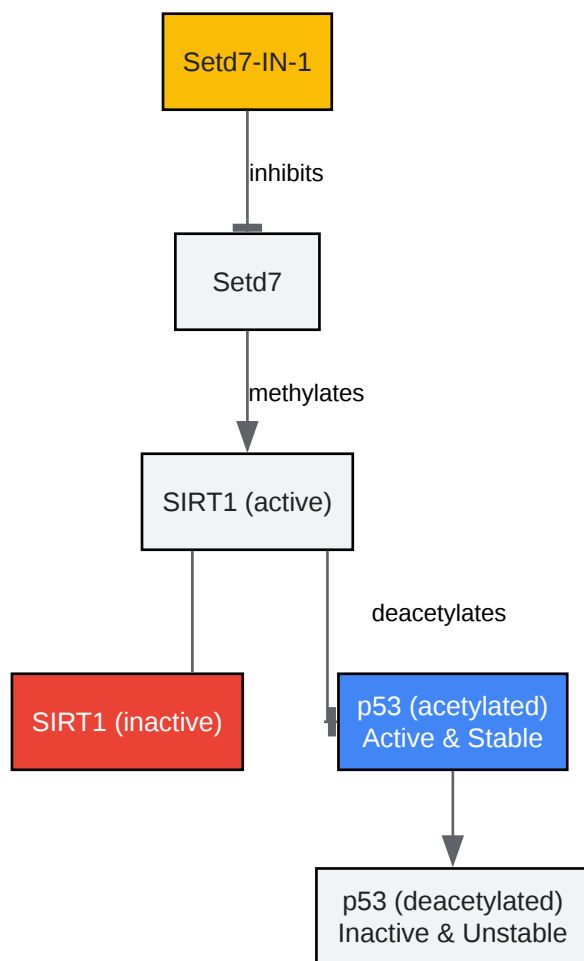 Setd7-IN-1
inhibits
Setd7
methylates
SIRT1 (active)
deacetylates
SIRT1 (inactive)
p53 (acetylated)
Active & Stable
p53 (deacetylated)
Inactive & Unstable